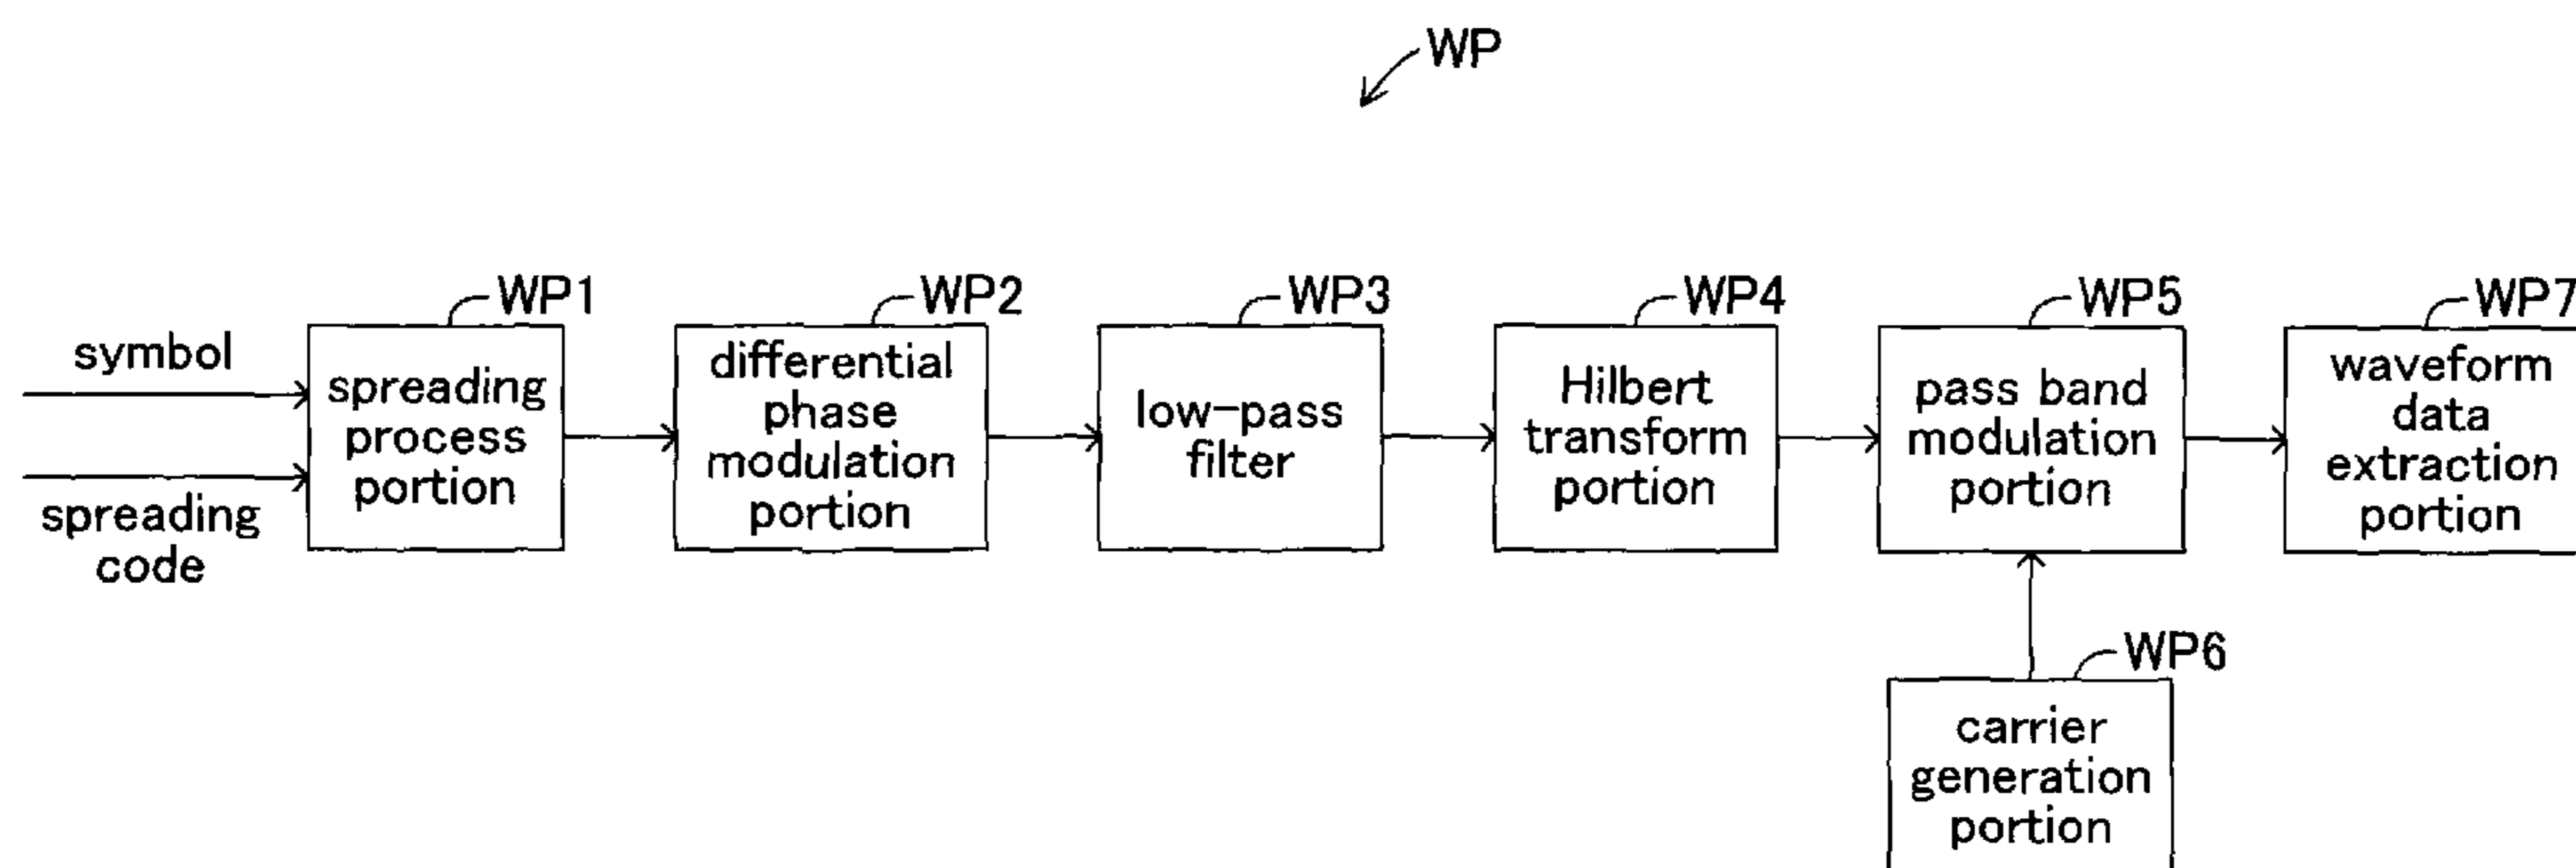 WP
WP1
WP2
WP3
WP4
WP5
WP7
symbol
spreading
code
spreading
process
portion
differential
phase
modulation
portion
low-pass
filter
Hilbert
transform
portion
pass band
modulation
portion
waveform
data
extraction
portion
WP6
carrier
generation
portion